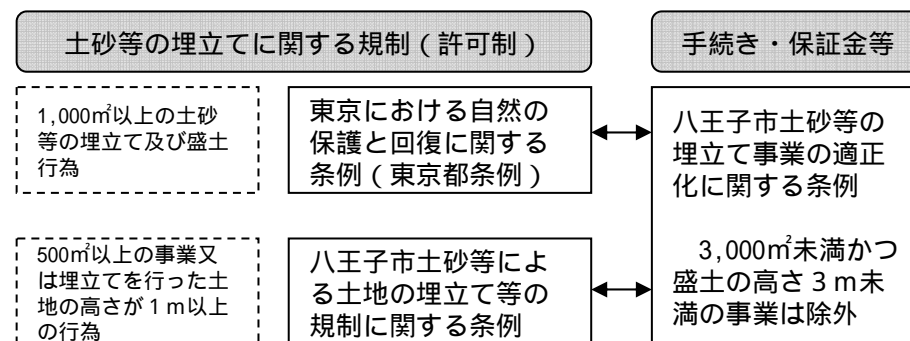 土砂等の埋立てに関する規制（許可制）
手続き・保証金等
1,000㎡以上の土砂
等の埋立て及び盛土
行為
東京における自然の
保護と回復に関する
条例（東京都条例）
500㎡以上の事業又
は埋立てを行った土
地の高さが１ｍ以上
の行為
八王子市土砂等によ
る土地の埋立て等の
規制に関する条例
八王子市土砂等の
埋立て事業の適正
化に関する条例
3,000㎡未満かつ
盛土の高さ３ｍ未
満の事業は除外